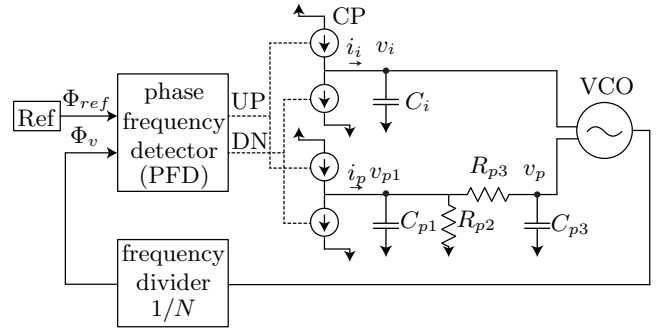 CP
i_i v_i
C_i
VCO
Ref
Φ_ref
Φ_v
phase
frequency
detector
(PFD)
UP
DN
i_p v_p1
R_p3
v_p
C_p1
R_p2
C_p3
frequency
divider
1/N